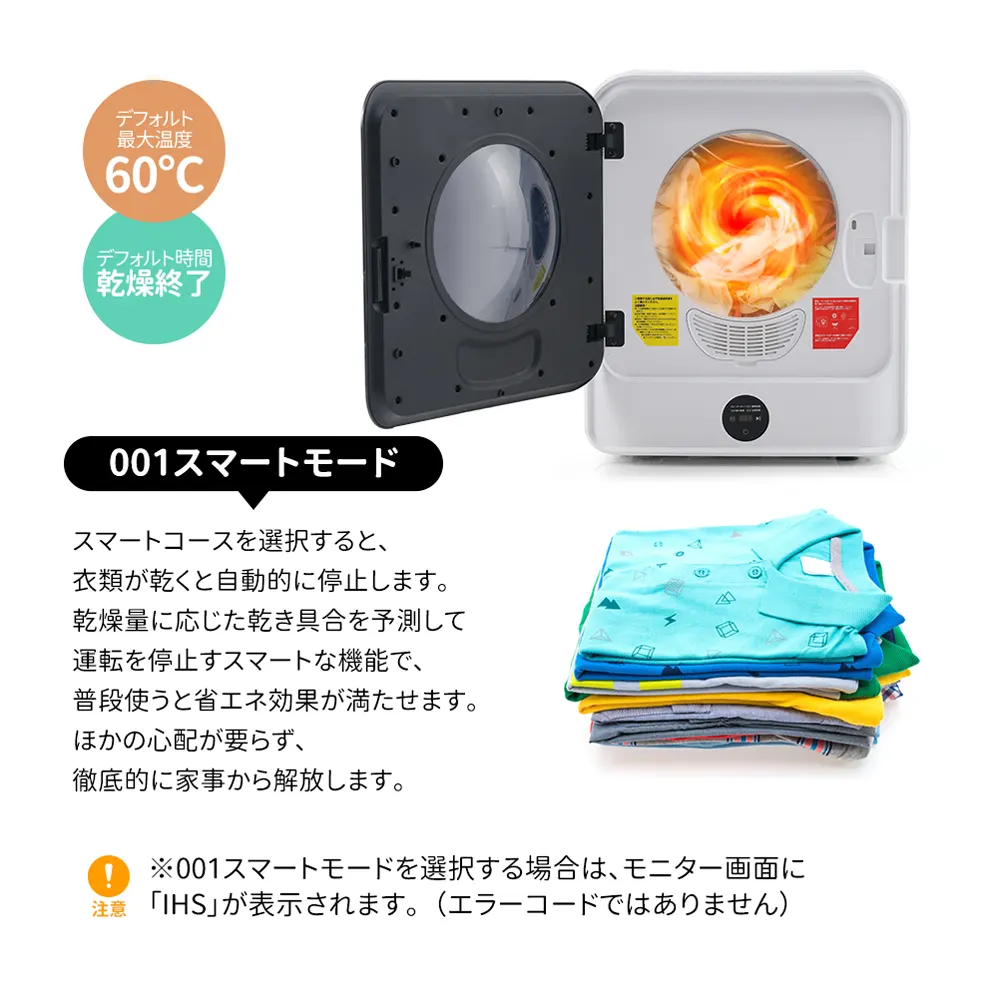 デフォルト
最大温度
60°C
デフォルト時間
乾燥終了
001スマートモード
スマートコースを選択すると、
衣類が乾くと自動的に停止します。
乾燥量に応じた乾き具合を予測して
運転を停止すスマートな機能で、
普段使うと省エネ効果が満たせます。
ほかの心配が要らず、
徹底的に家事から解放します。
※001スマートモードを選択する場合は、モニター画面に
注意 「IHS」が表示されます。（エラーコードではありません）